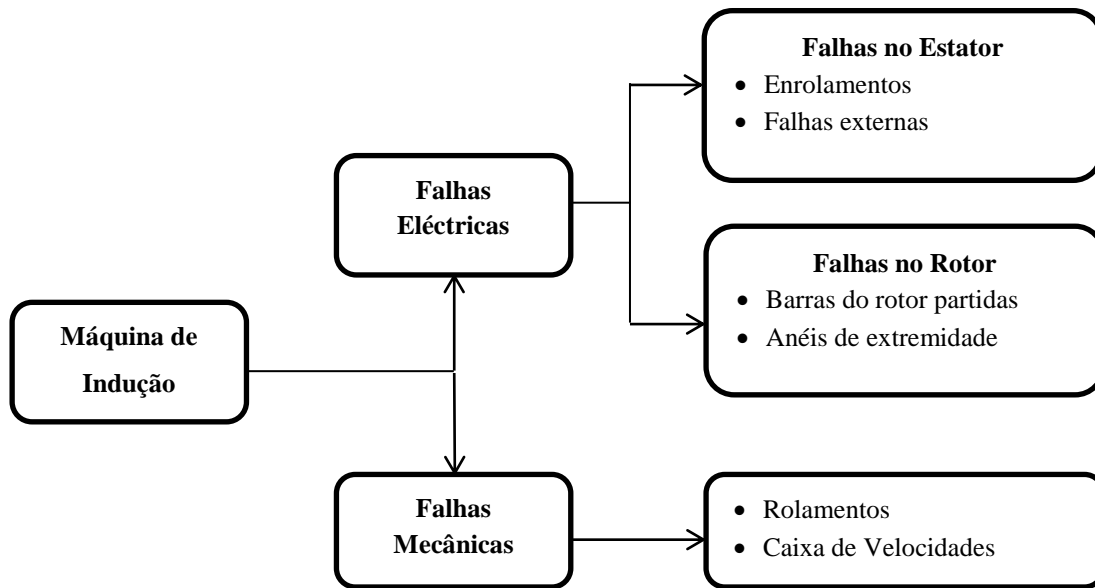 Máquina de
Indução
Falhas
Eléctricas
Falhas no Estator
• Enrolamentos
• Falhas externas
Falhas no Rotor
• Barras do rotor partidas
• Anéis de extremidade
Falhas
Mecânicas
• Rolamentos
• Caixa de Velocidades